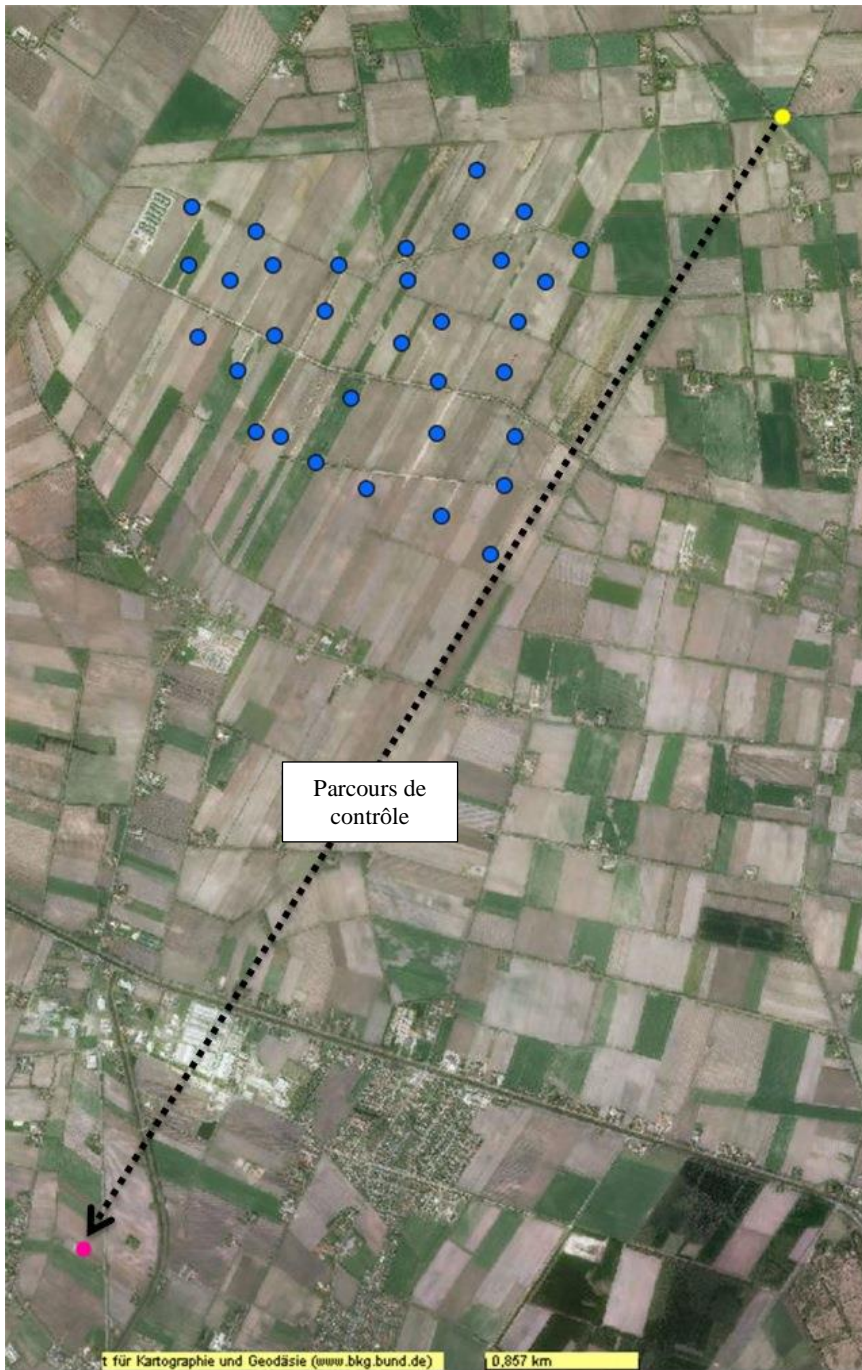 Parcours de
contrôle
t für Kartographie und Geodäsie (www.bkg.bund.de)
0,857 km